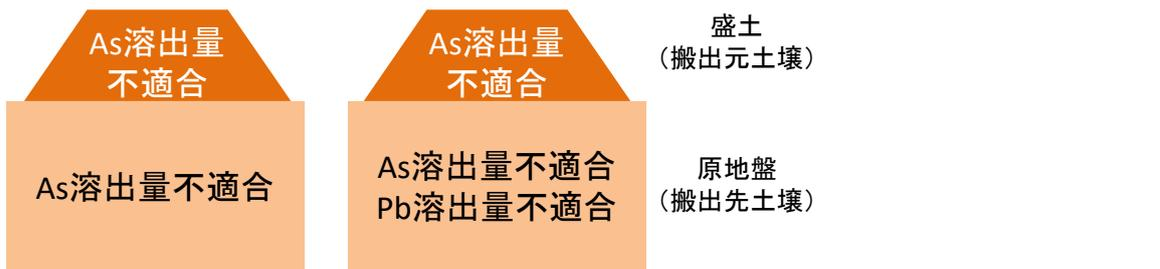 As溶出量
不適合
As溶出量不適合
As溶出量
不適合
As溶出量不適合
Pb溶出量不適合
盛土
（搬出元土壌）
原地盤
（搬出先土壌）